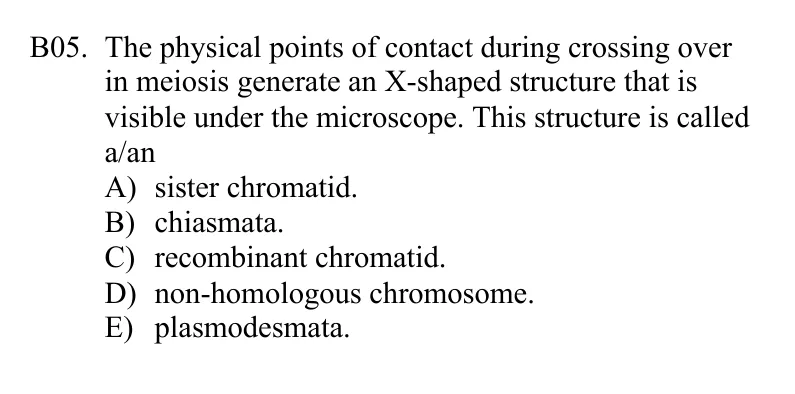 B05. The physical points of contact during crossing over
in meiosis generate an X-shaped structure that is
visible under the microscope. This structure is called
a/an
A) sister chromatid.
B) chiasmata.
C) recombinant chromatid.
D) non-homologous chromosome.
E) plasmodesmata.